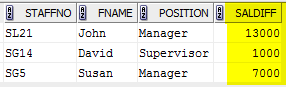 STAFFNO FNAME POSITION SALDIFF
SL21 John Manager 13000
SG14 David Supervisor 1000
SG5 Susan Manager 7000